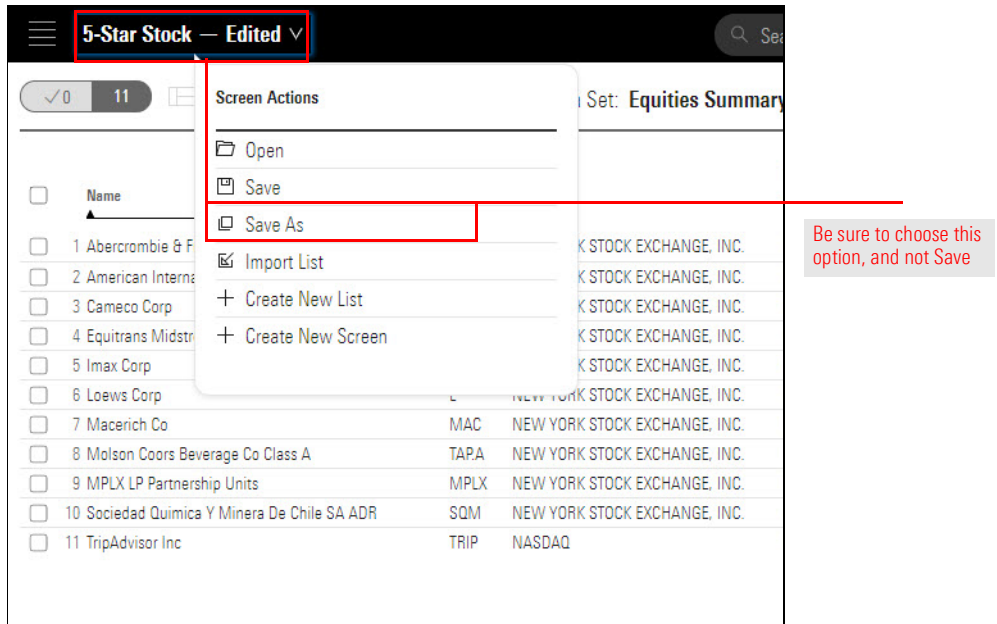 5-Star Stock — Edited
Sea
0 11
Set: Equities Summary
Screen Actions
Open
Save
Save As
Import List
Create New List
Create New Screen
Be sure to choose this
option, and not Save
Name
1 Abercrombie & F K STOCK EXCHANGE, INC.
2 American Interna K STOCK EXCHANGE, INC.
3 Cameco Corp K STOCK EXCHANGE, INC.
4 Equitrans Midstr K STOCK EXCHANGE, INC.
5 Imax Corp K STOCK EXCHANGE, INC.
6 Loews Corp L NEW YORK STOCK EXCHANGE, INC.
7 Macerich Co MAC NEW YORK STOCK EXCHANGE, INC.
8 Molson Coors Beverage Co Class A TAP.A NEW YORK STOCK EXCHANGE, INC.
9 MPLX LP Partnership Units MPLX NEW YORK STOCK EXCHANGE, INC.
10 Sociedad Quimica Y Minera De Chile SA ADR SQM NEW YORK STOCK EXCHANGE, INC.
11 TripAdvisor Inc TRIP NASDAQ